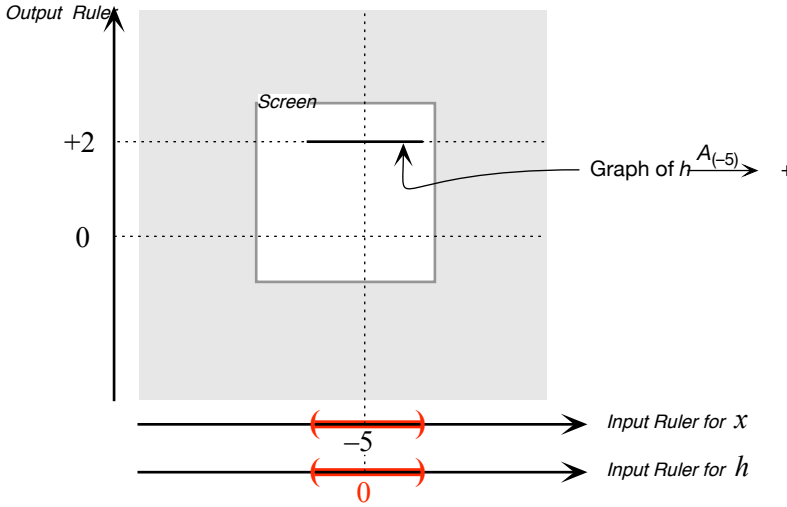 Output Ruler
Screen
+2
Graph of h A(–5) +
0
Input Ruler for x
–5
Input Ruler for h
0